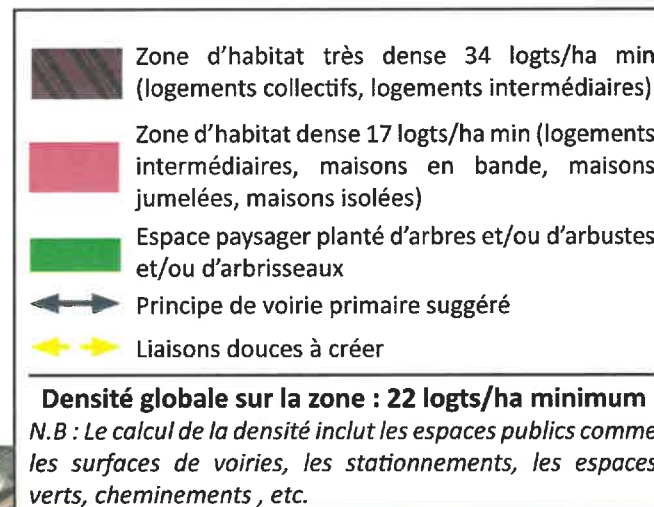 Zone d'habitat très dense 34 logts/ha min
(logements collectifs, logements intermédiaires)
Zone d'habitat dense 17 logts/ha min (logements
intermédiaires, maisons en bande, maisons
jumelées, maisons isolées)
Espace paysager planté d'arbres et/ou d'arbustes
et/ou d'arbrisseaux
Principe de voirie primaire suggéré
Liaisons douces à créer
Densité globale sur la zone : 22 logts/ha minimum
N.B : Le calcul de la densité inclut les espaces publics comme
les surfaces de voiries, les stationnements, les espaces
verts, cheminements , etc.